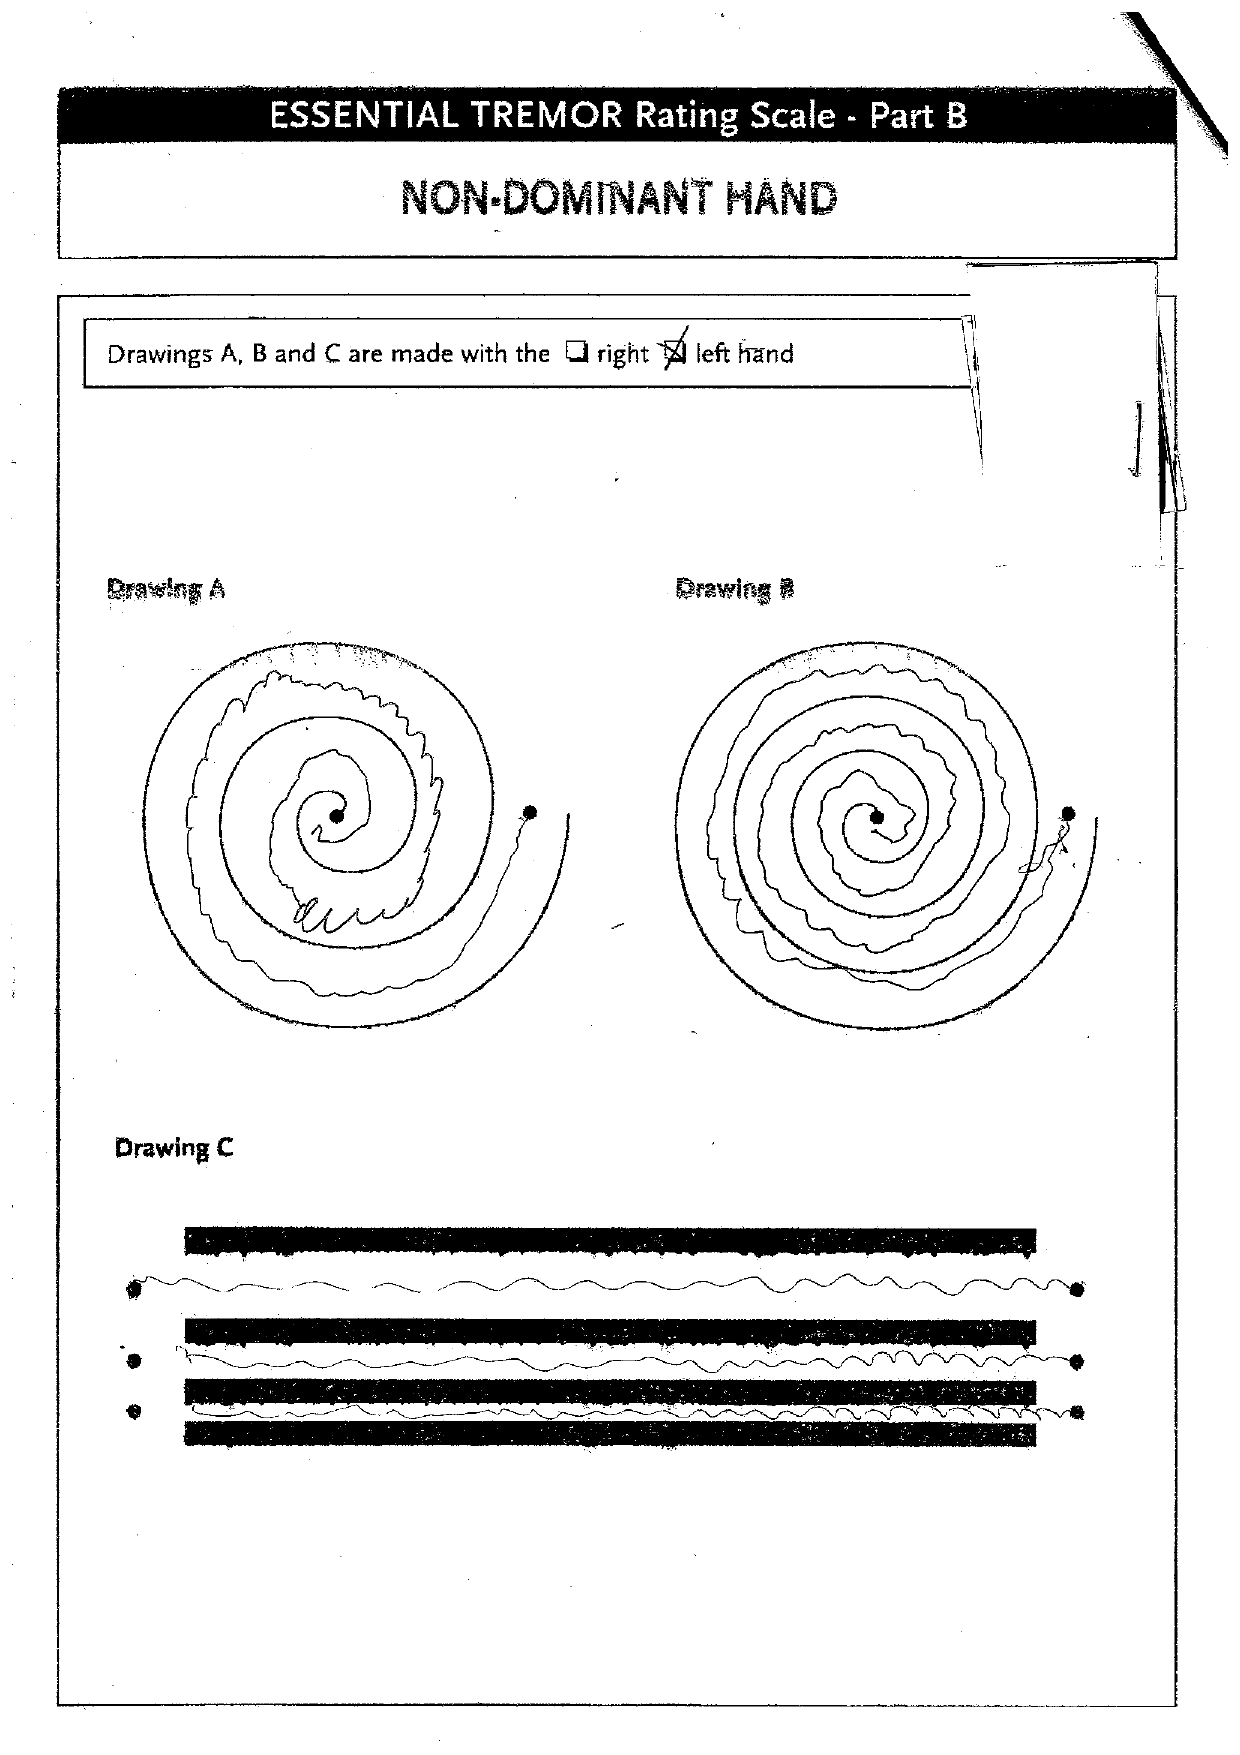 ESSENTIAL TREMOR Rating Scale - Part B
NON-DOMINANT HAND
Drawings A, B and C are made with the ❑ right ☒ left hand
Drawing A
Drawing B
Drawing C